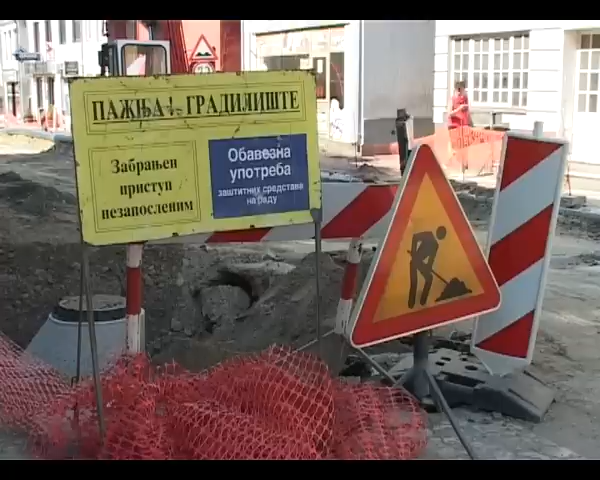 ПАЖЊА! ГРАДИЛИШТЕ
Забрањен
приступ
незапосленим
Обавезна
употреба
заштитних средстава
на раду